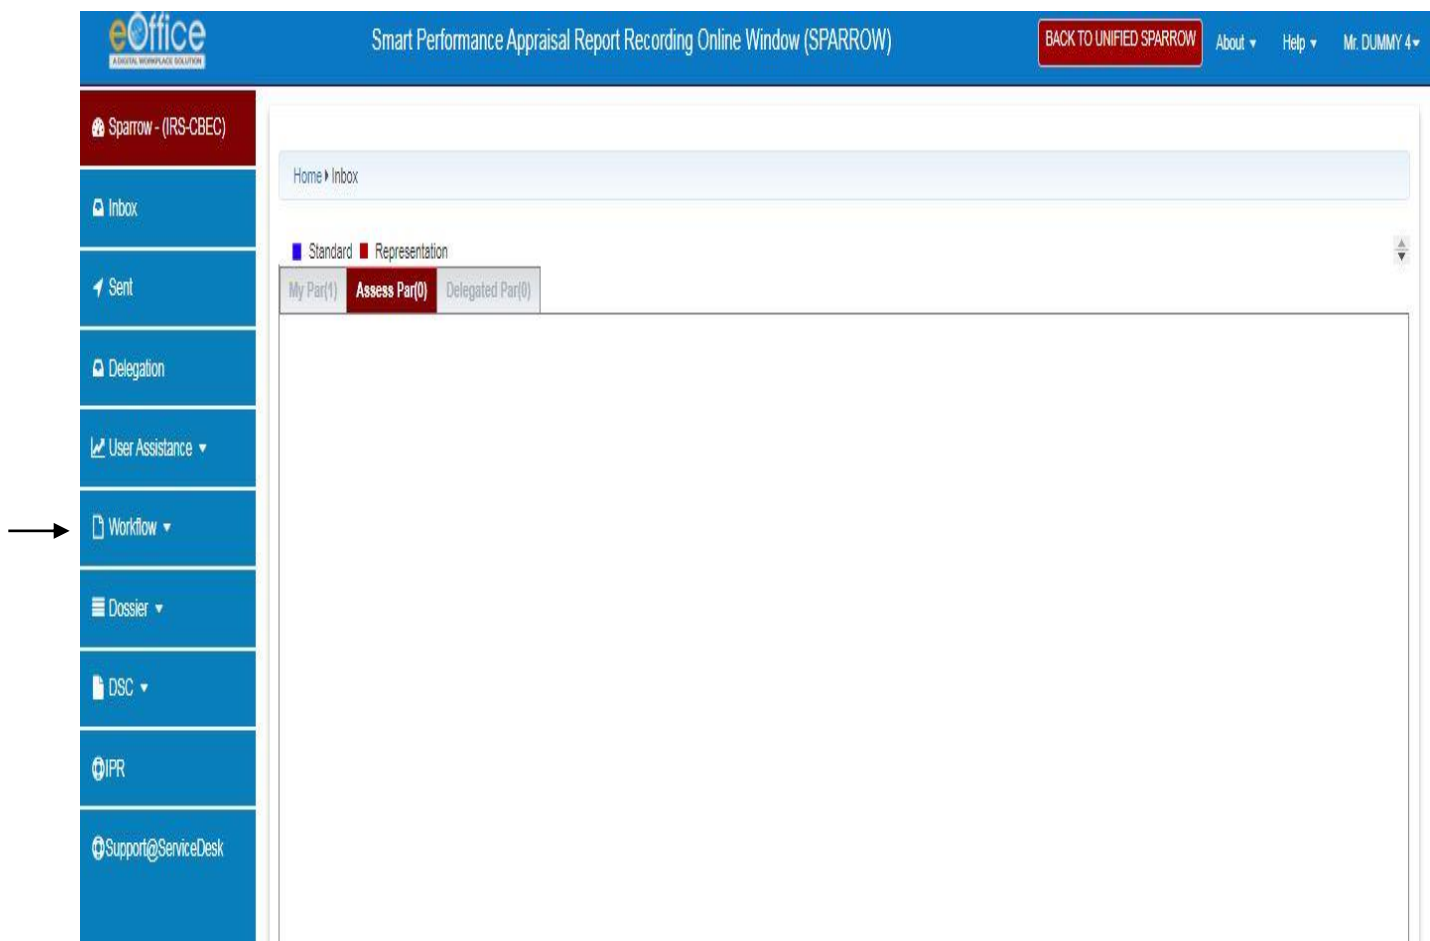 eOffice
A DIGITAL WORKPLACE SOLUTION
Smart Performance Appraisal Report Recording Online Window (SPARROW)
BACK TO UNIFIED SPARROW
About
Help
Mr. DUMMY 4
Sparrow - (IRS-CBEC)
Inbox
Sent
Delegation
User Assistance
Workflow
Dossier
DSC
IPR
Support@ServiceDesk
Home Inbox
Standard Representation
My Par(1) Assess Par(0) Delegated Par(0)